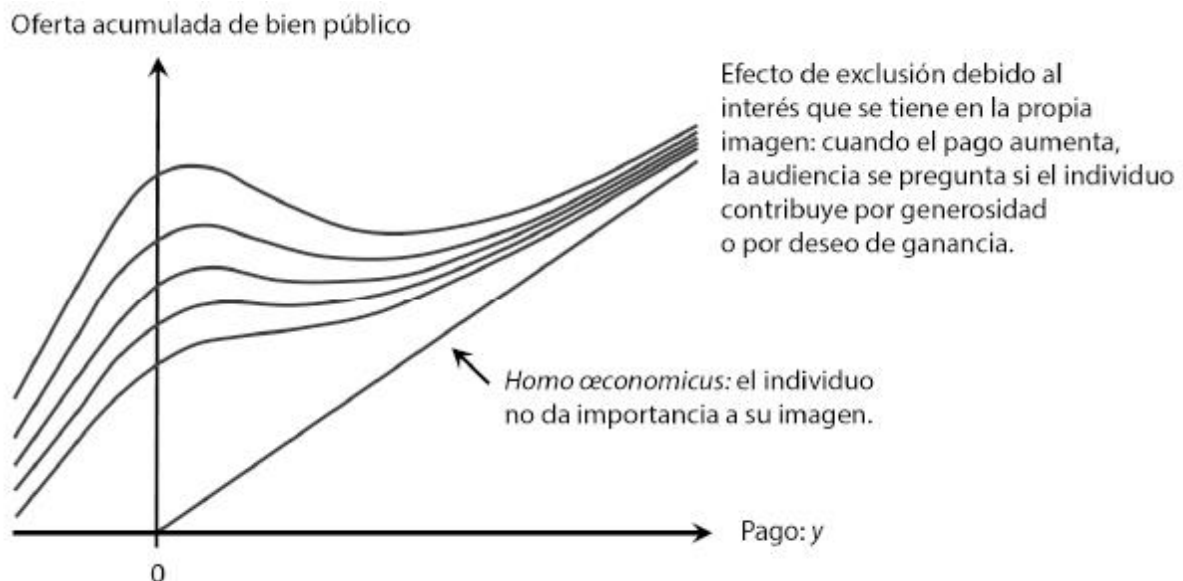 Oferta acumulada de bien público
Efecto de exclusión debido al
interés que se tiene en la propia
imagen: cuando el pago aumenta,
la audiencia se pregunta si el individuo
contribuye por generosidad
o por deseo de ganancia.
Homo œconomicus: el individuo
no da importancia a su imagen.
Pago: y
0